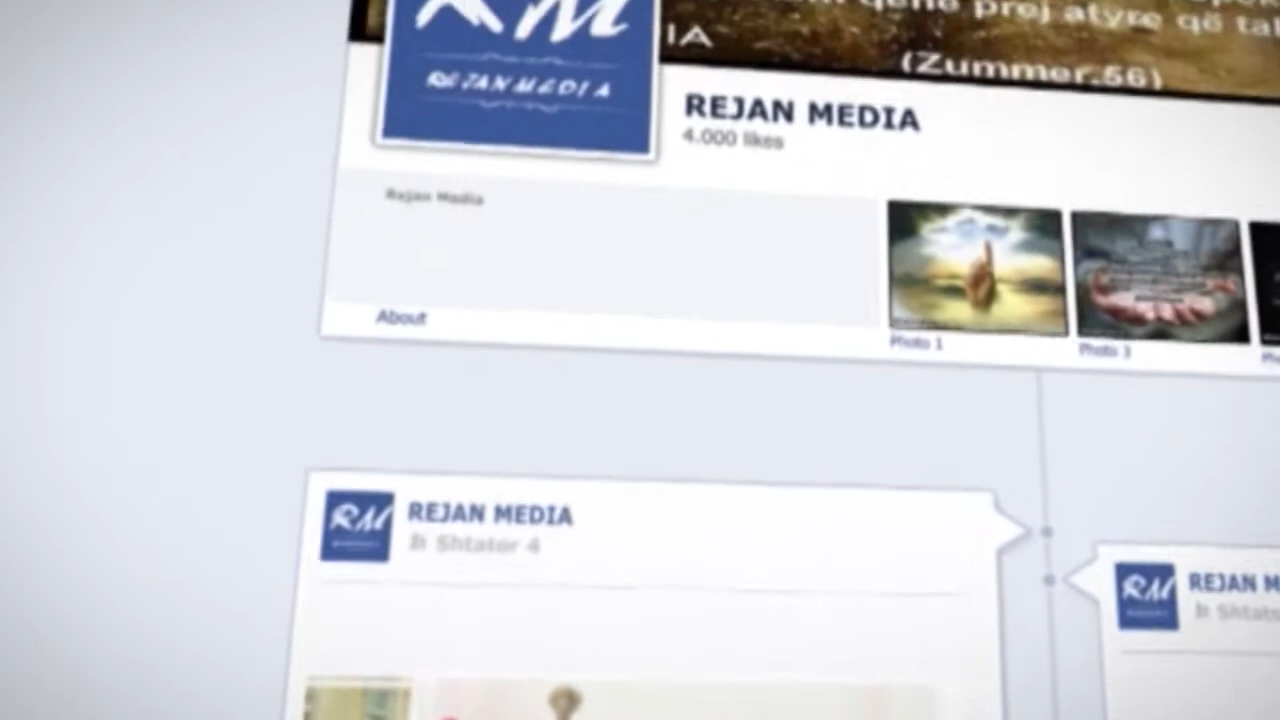 qenë prej atyre që
IA
(Zummer.56)
RM
REJAN MEDIA
REJAN MEDIA
4.000 likes
Rejan Media
About
Photo 1
Photo 3
RM
REJAN MEDIA
Shtator 4
RM
REJAN M
Shtato